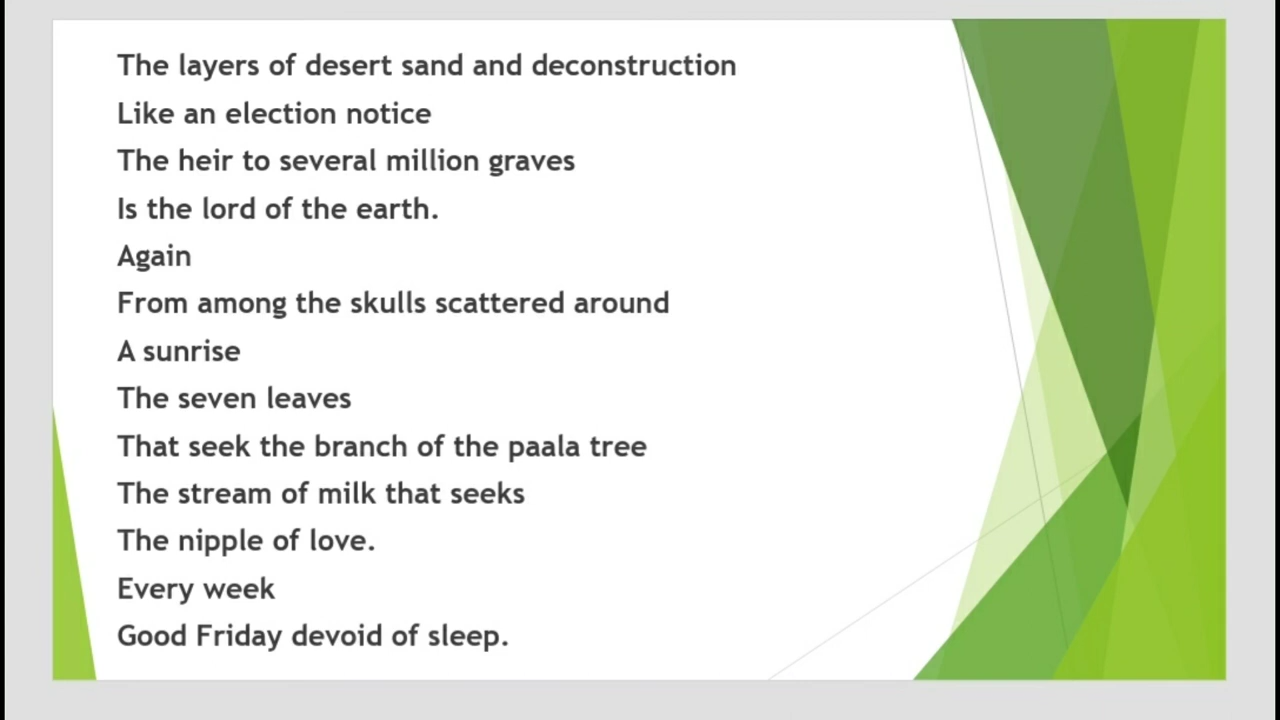 The layers of desert sand and deconstruction
Like an election notice
The heir to several million graves
Is the lord of the earth.
Again
From among the skulls scattered around
A sunrise
The seven leaves
That seek the branch of the paala tree
The stream of milk that seeks
The nipple of love.
Every week
Good Friday devoid of sleep.